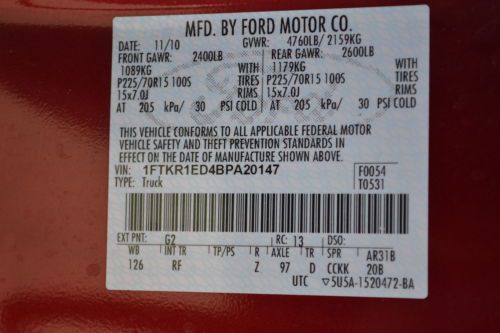 MFD. BY FORD MOTOR CO.
DATE: 11/10 GVWR: 4760LB/ 2159KG
FRONT GAWR: 2400LB REAR GAWR: 2600LB
1089KG WITH 1179KG WITH
P225/70R15 100S TIRES P225/70R15 100S TIRES
15x7.0J RIMS 15x7.0J RIMS
AT 205 kPa/ 30 PSI COLD AT 205 kPa/ 30 PSI COLD
THIS VEHICLE CONFORMS TO ALL APPLICABLE FEDERAL MOTOR
VEHICLE SAFETY AND THEFT PREVENTION STANDARDS IN
EFFECT ON THE DATE OF MANUFACTURE SHOWN ABOVE.
VIN: 1FTKR1ED4BPA20147 F0054
TYPE: Truck T0531
EXT PNT: G2 RC: 13 DSO:
WB TP/PS R AXLE TR SPR AR31B
126 RF Z 97 D CCKK 20B
UTC ▽5U5A-1520472-BA